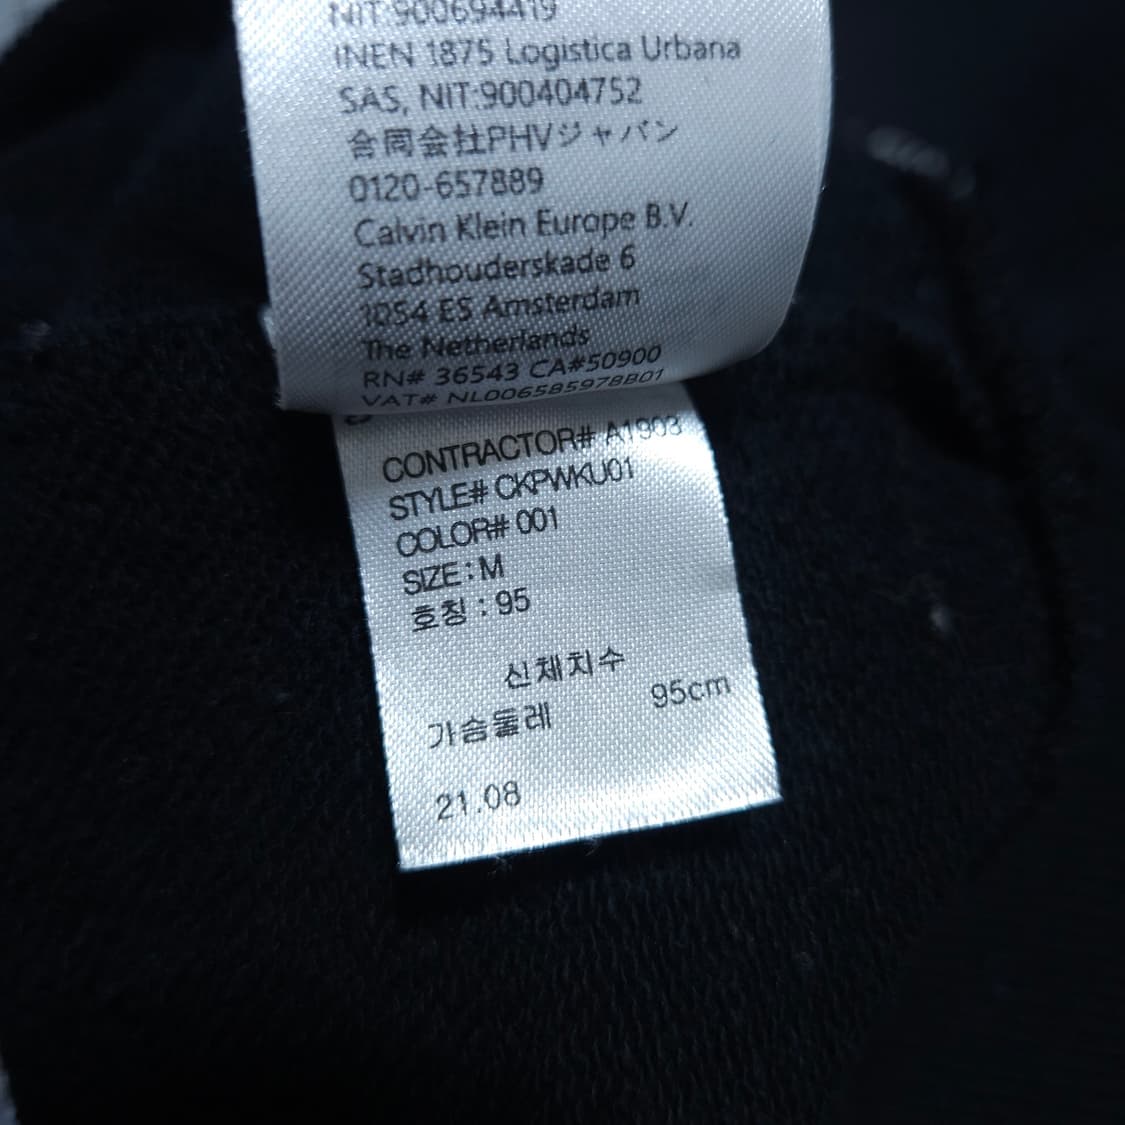 NIT:900694419
INEN 1875 Logistica Urbana
SAS, NIT:900404752
合同会社PHVジャパン
0120-657889
Calvin Klein Europe B.V.
Stadhouderskade 6
1054 ES Amsterdam
The Netherlands
RN# 36543 CA#50900
VAT# NL006585978B01
CONTRACTOR# A1903
STYLE# CKPWKU01
COLOR# 001
SIZE : M
호칭 : 95
신체치수
가슴둘레 95cm
21.08